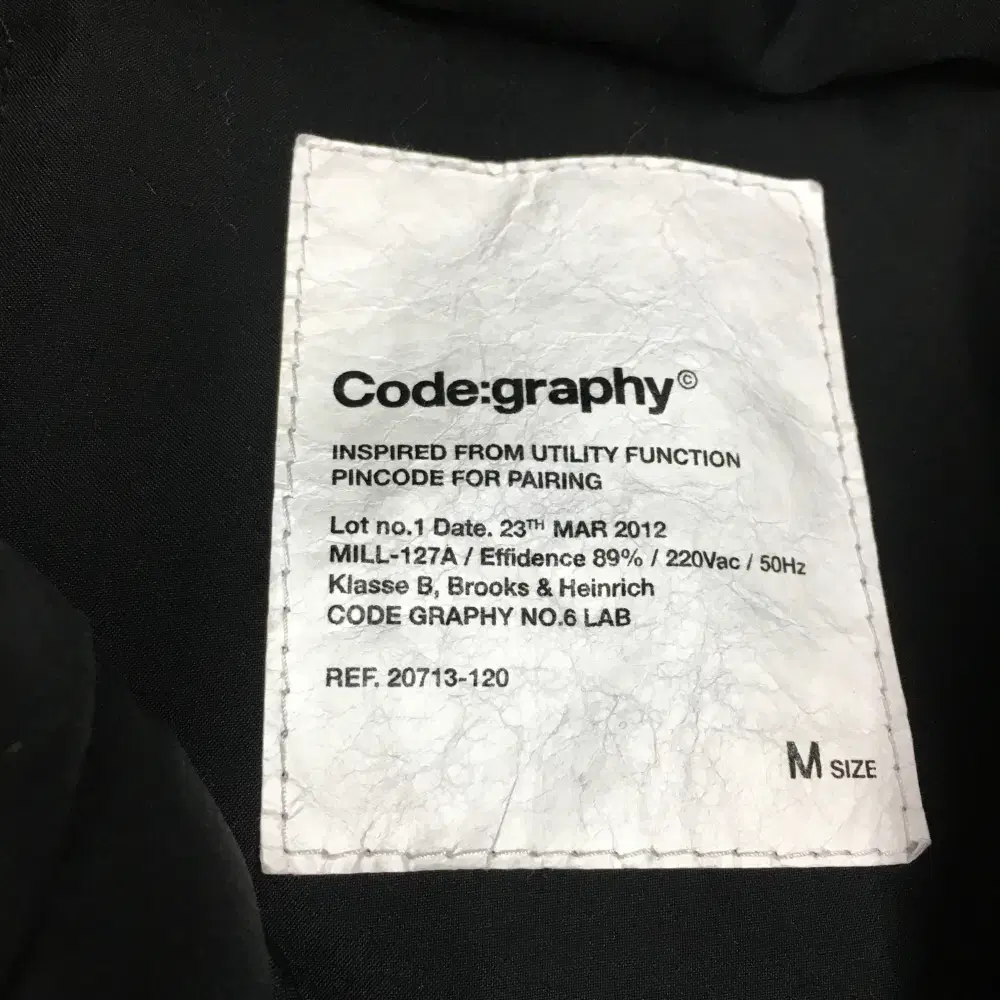 Code:graphy©
INSPIRED FROM UTILITY FUNCTION
PINCODE FOR PAIRING
Lot no.1 Date. 23TH MAR 2012
MILL-127A / Effidence 89% / 220Vac / 50Hz
Klasse B, Brooks & Heinrich
CODE GRAPHY NO.6 LAB
REF. 20713-120
M SIZE